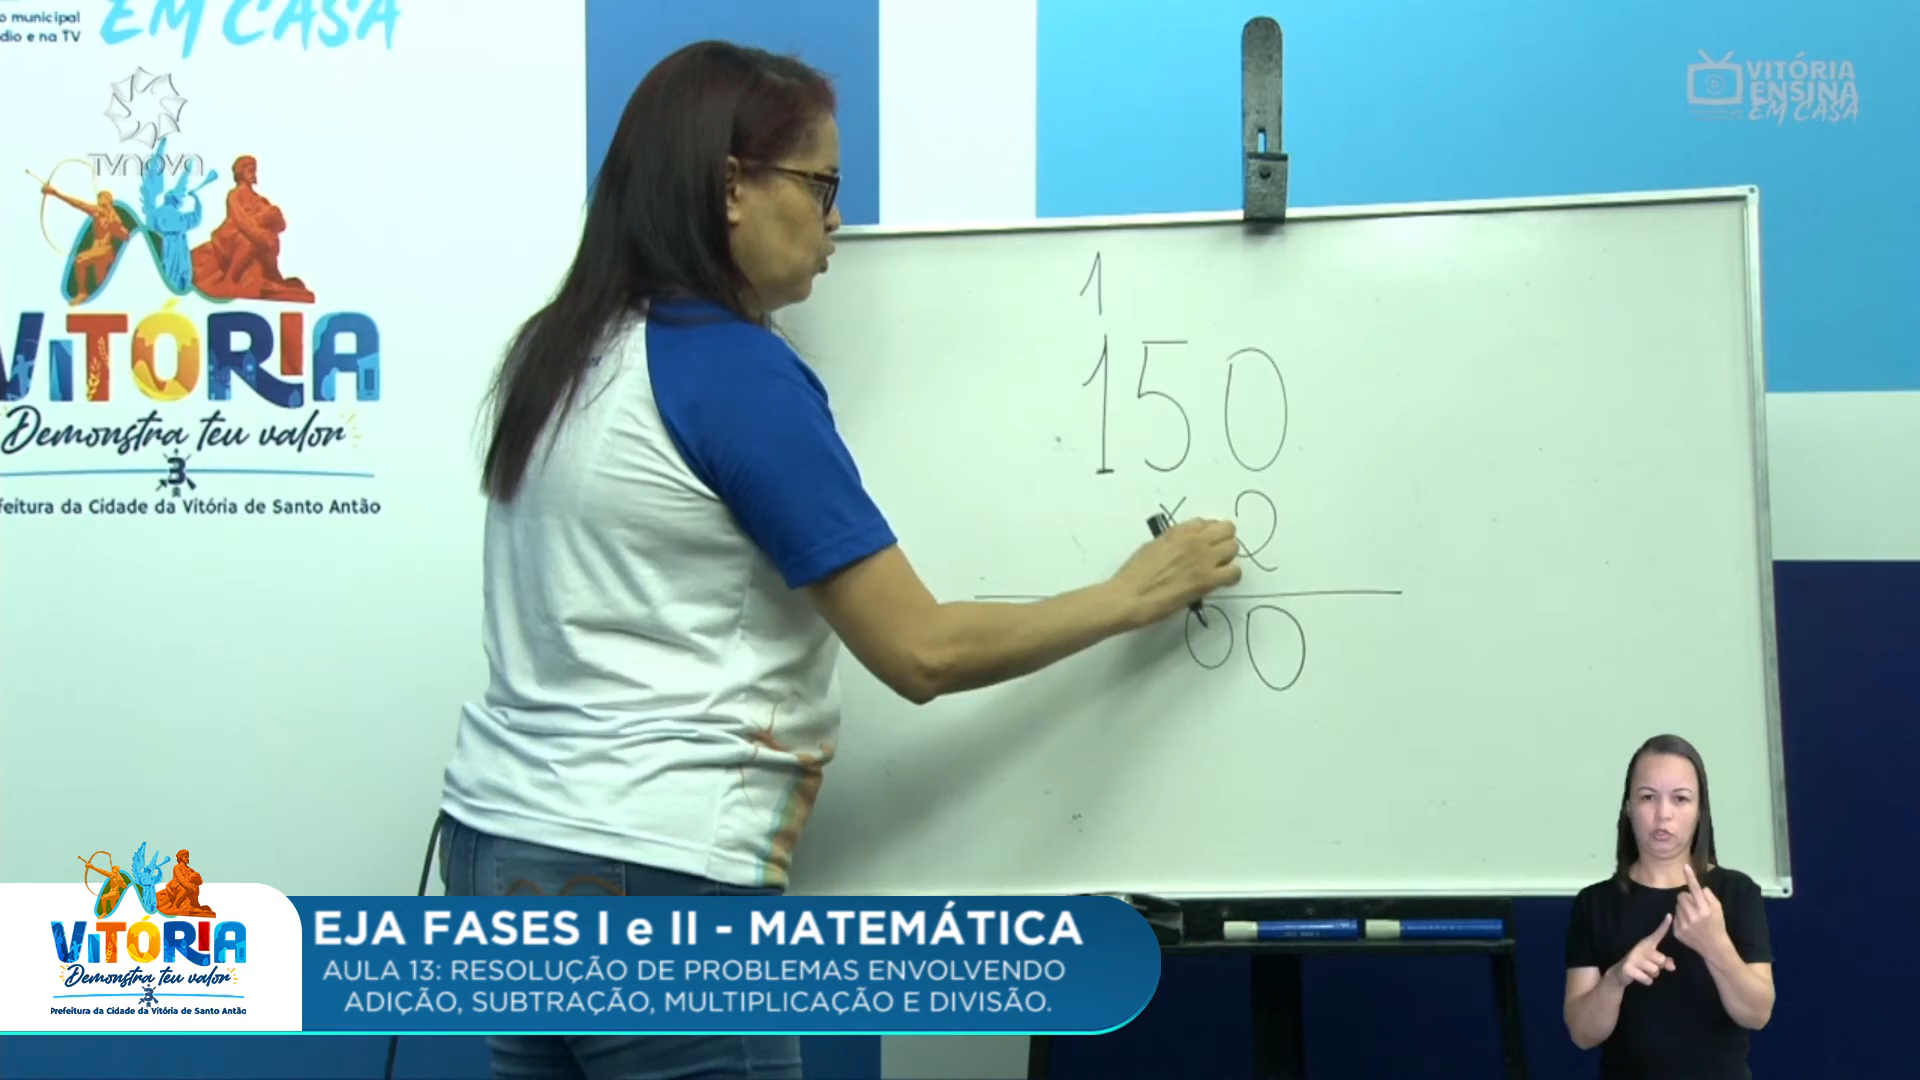 o municipal
dio e na TV
EM CASA
TVNOVA
VITÓRIA
Demonstra teu valor
3
feitura da Cidade da Vitória de Santo Antão
VITÓRIA
ENSINA
EM CASA
1
150
x 2
00
VITÓRIA
Demonstra teu valor
3
Prefeitura da Cidade da Vitória de Santo Antão
EJA FASES I e II - MATEMÁTICA
AULA 13: RESOLUÇÃO DE PROBLEMAS ENVOLVENDO
ADIÇÃO, SUBTRAÇÃO, MULTIPLICAÇÃO E DIVISÃO.